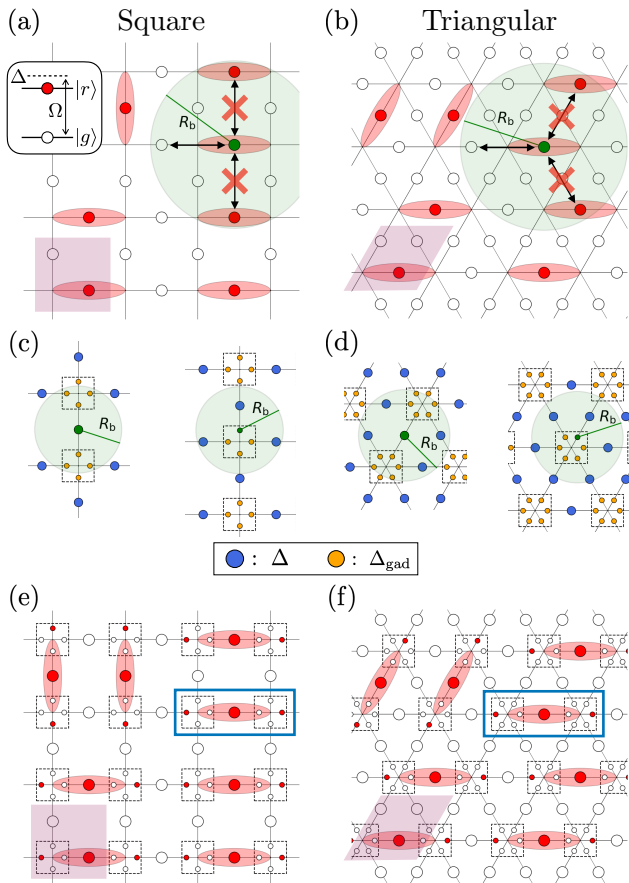 (a) Square
(b) Triangular
Δ |r⟩
Ω
|g⟩
R_b
R_b
(c)
(d)
R_b
R_b
R_b
R_b
: Δ : Δ_gad
(e)
(f)